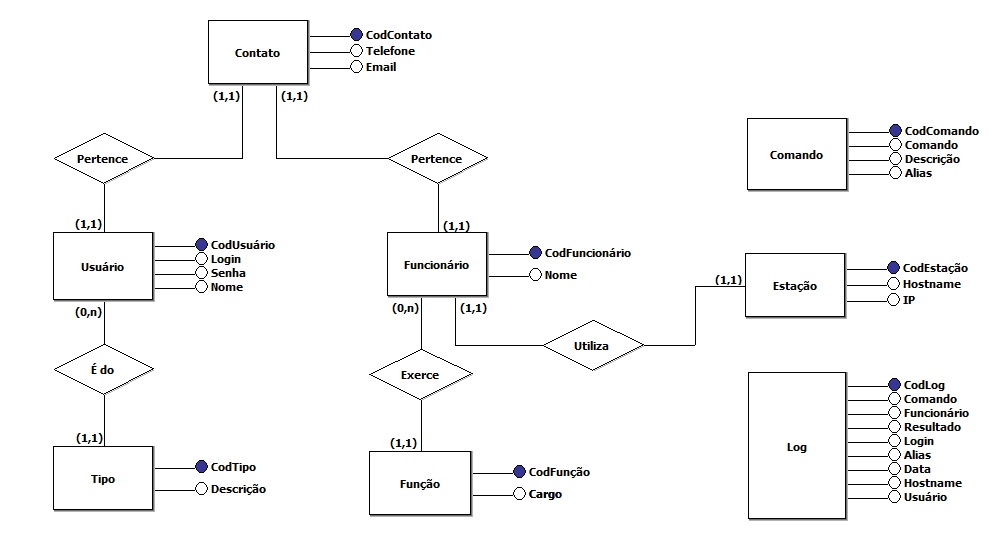 Contato
CodContato
Telefone
Email
(1,1)
(1,1)
Pertence
Pertence
(1,1)
(1,1)
Usuário
CodUsuário
Login
Senha
Nome
Funcionário
CodFuncionário
Nome
(0,n)
(0,n)
(1,1)
É do
Exerce
Utiliza
(1,1)
(1,1)
(1,1)
Tipo
CodTipo
Descrição
Função
CodFunção
Cargo
Comando
CodComando
Comando
Descrição
Alias
Estação
CodEstação
Hostname
IP
Log
CodLog
Comando
Funcionário
Resultado
Login
Alias
Data
Hostname
Usuário